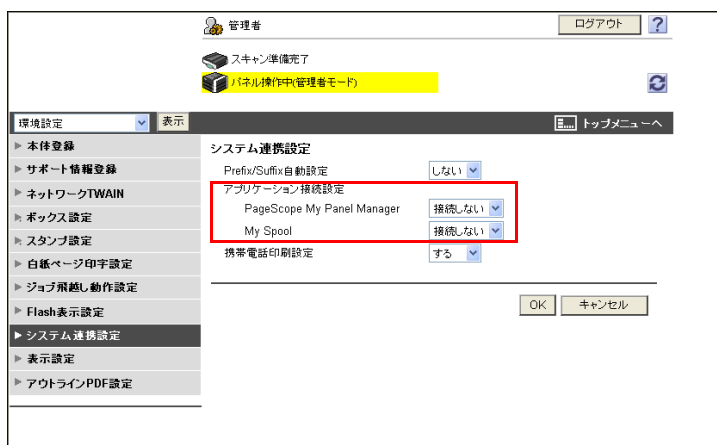 管理者
ログアウト
?
スキャン準備完了
パネル操作中(管理者モード)
環境設定
表示
トップメニューへ
本体登録
サポート情報登録
ネットワークTWAIN
ボックス設定
スタンプ設定
白紙ページ印字設定
ジョブ飛越し動作設定
Flash表示設定
システム連携設定
表示設定
アウトラインPDF設定
システム連携設定
Prefix/Suffix自動設定 しない
アプリケーション接続設定
PageScope My Panel Manager 接続しない
My Spool 接続しない
携帯電話印刷設定 する
OK キャンセル